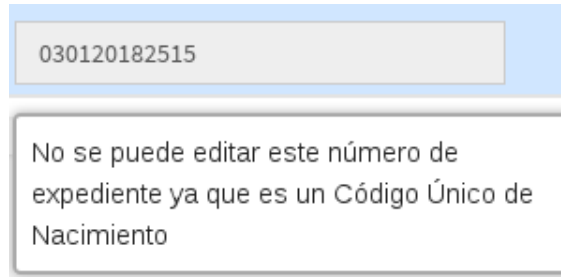 030120182515
No se puede editar este número de
expediente ya que es un Código Único de
Nacimiento